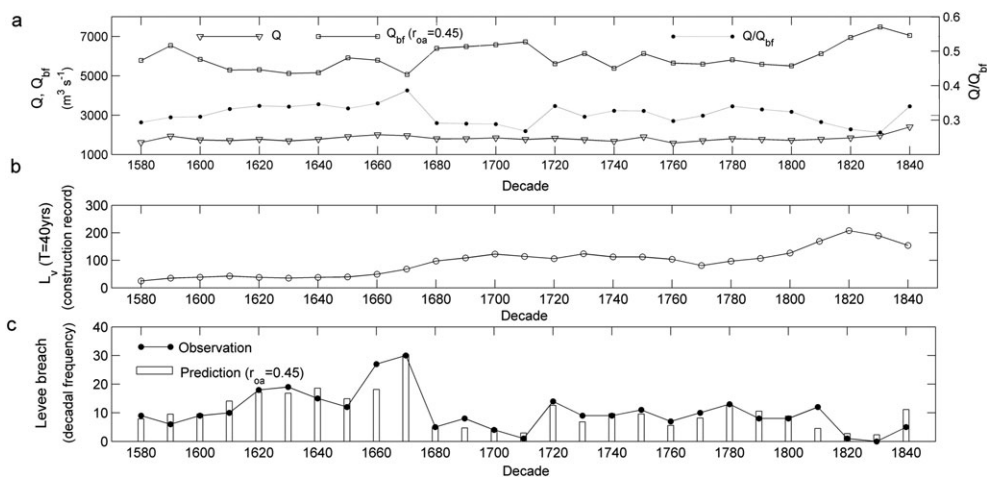 a
Q, Q_bf
(m³ s⁻¹)
7000
5000
3000
1000
Q
Q_bf (r_oa=0.45)
Q/Q_bf
0.6
0.5
0.4
0.3
Q/Q_bf
1580 1600 1620 1640 1660 1680 1700 1720 1740 1760 1780 1800 1820 1840
Decade
b
L_v (T=40yrs)
(construction record)
300
200
100
0
1580 1600 1620 1640 1660 1680 1700 1720 1740 1760 1780 1800 1820 1840
Decade
c
Levee breach
(decadal frequency)
40
30
20
10
0
Observation
Prediction (r_oa=0.45)
1580 1600 1620 1640 1660 1680 1700 1720 1740 1760 1780 1800 1820 1840
Decade